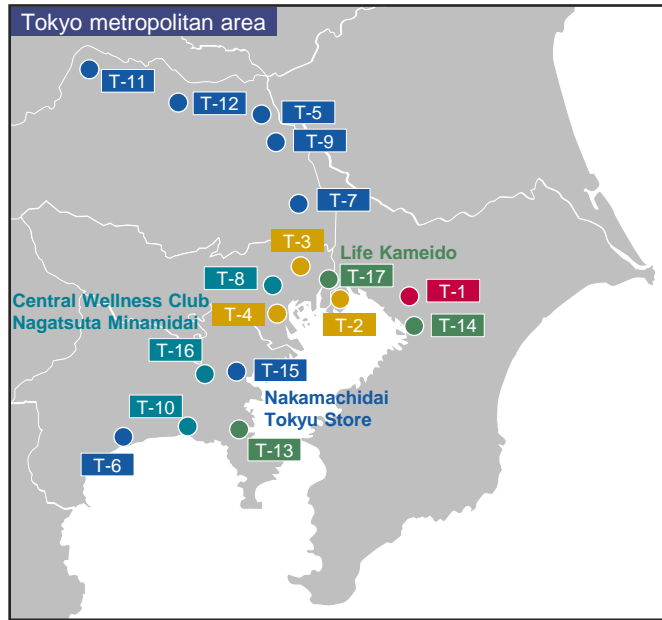 Tokyo metropolitan area
T-11
T-12
T-5
T-9
T-7
T-3
Life Kameido
T-8
T-17
Central Wellness Club
Nagatsuta Minamidai
T-1
T-4
T-2
T-14
T-16
T-15
Nakamachidai
Tokyu Store
T-10
T-6
T-13